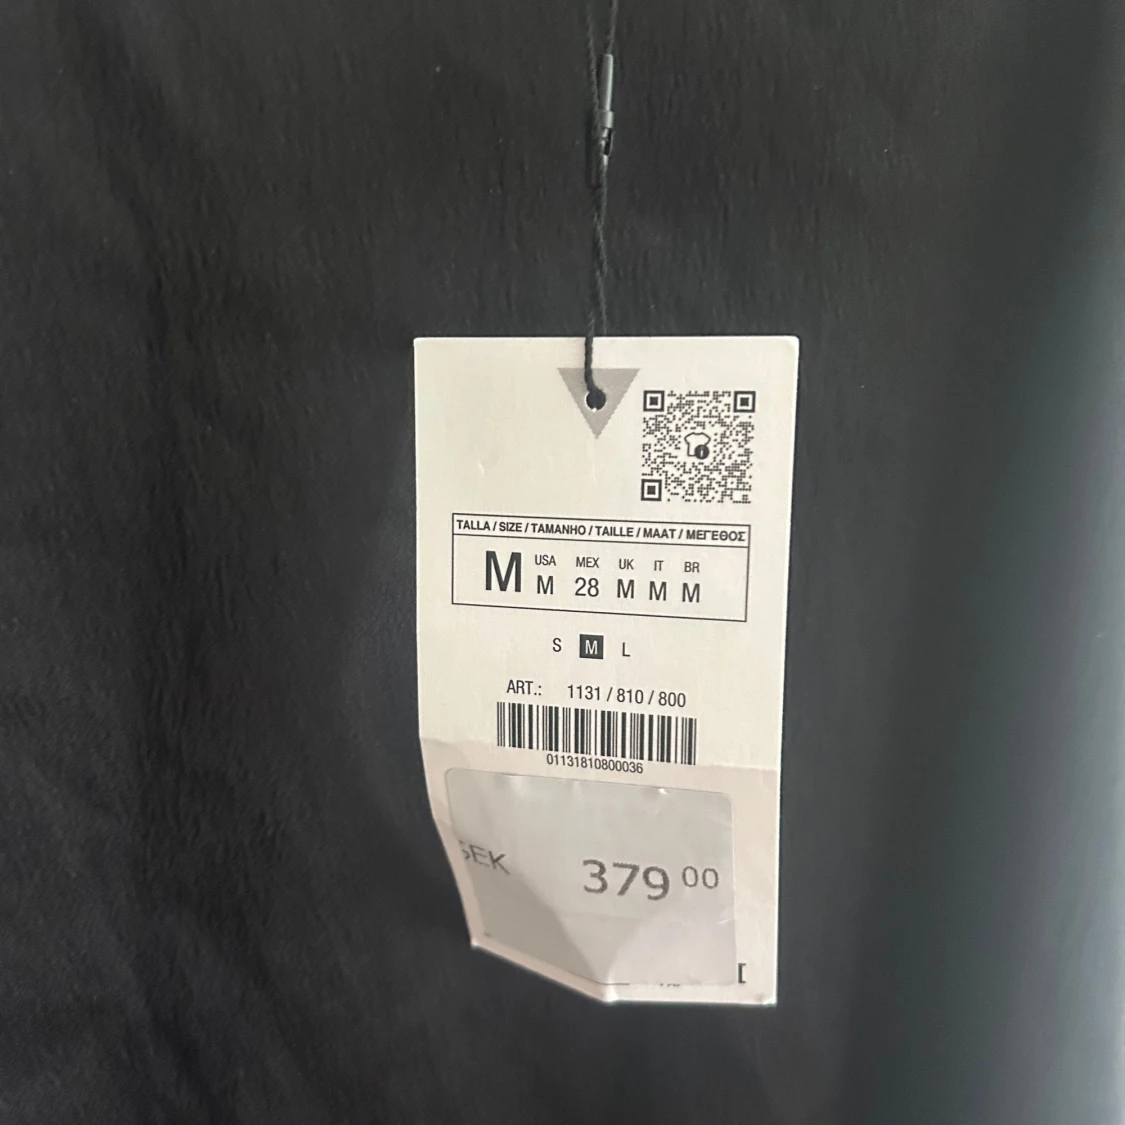 TALLA / SIZE / TAMANHO / TAILLE / MAAT / ΜΕΓΕΘΟΣ
M USA MEX UK IT BR
M 28 M M M
S M L
ART.: 1131 / 810 / 800
01131810800036
SEK 379 00